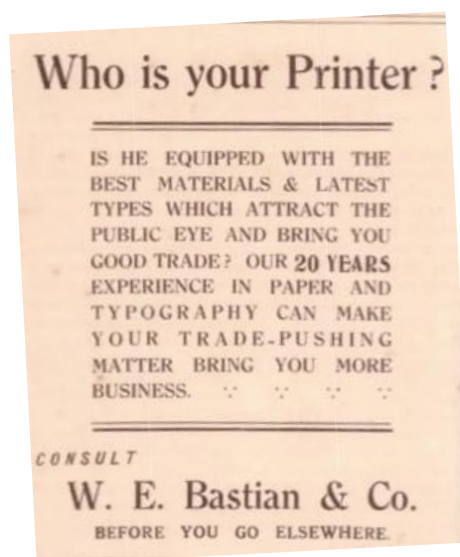 Who is your Printer ?
IS HE EQUIPPED WITH THE
BEST MATERIALS & LATEST
TYPES WHICH ATTRACT THE
PUBLIC EYE AND BRING YOU
GOOD TRADE? OUR 20 YEARS
EXPERIENCE IN PAPER AND
TYPOGRAPHY CAN MAKE
YOUR TRADE-PUSHING
MATTER BRING YOU MORE
BUSINESS.
CONSULT
W. E. Bastian & Co.
BEFORE YOU GO ELSEWHERE.